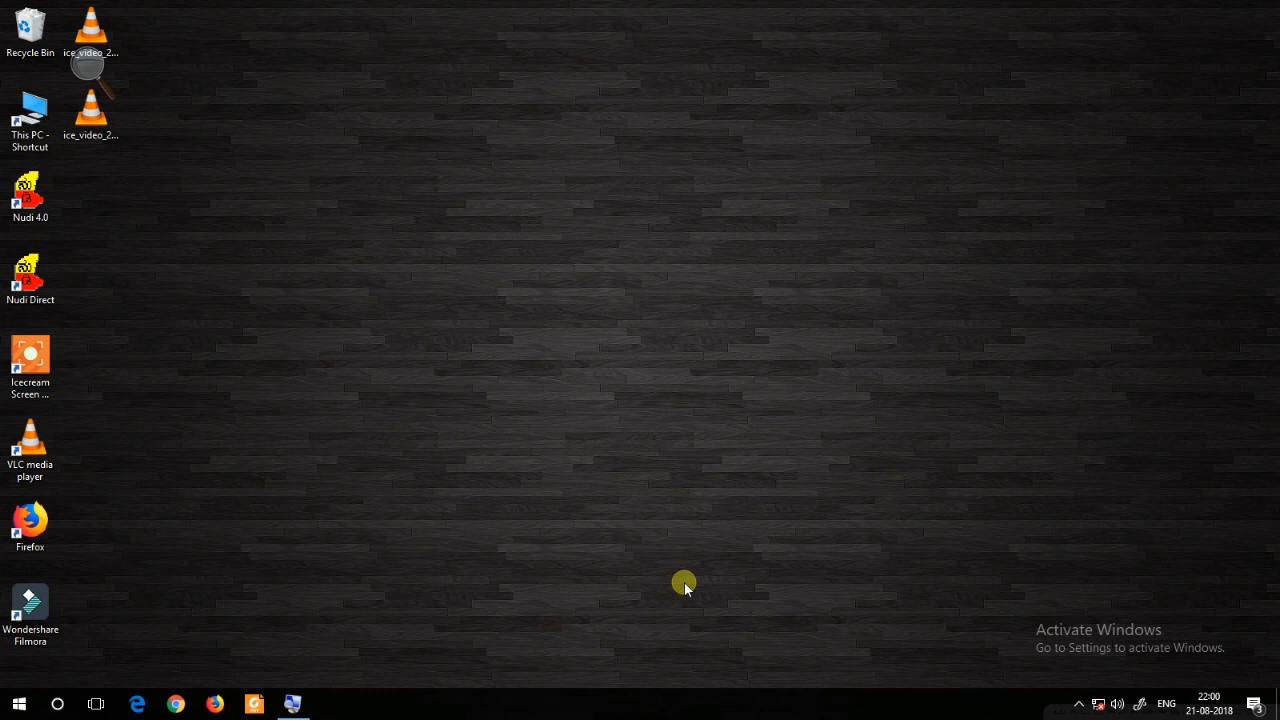 Recycle Bin
ice_video_2...
This PC -
Shortcut
ice_video_2...
Nudi 4.0
Nudi Direct
Icecream
Screen ...
VLC media
player
Firefox
Wondershare
Filmora
Activate Windows
Go to Settings to activate Windows.
ENG
22:00
21-08-2018
3